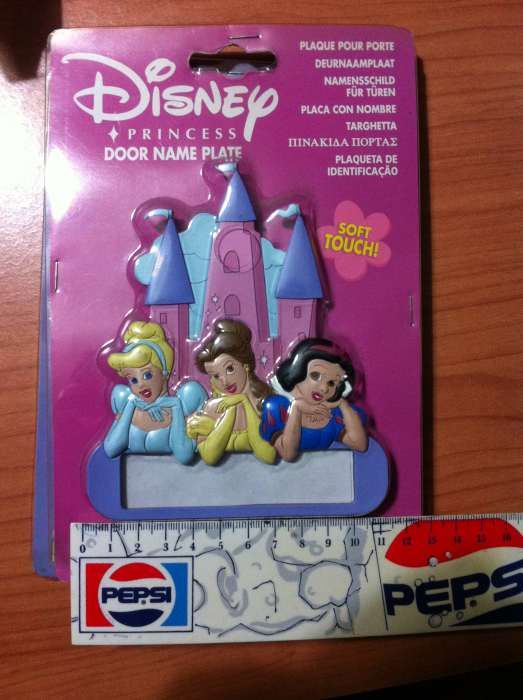 Disney
PRINCESS
DOOR NAME PLATE
PLAQUE POUR PORTE
DEURNAAMPLAAT
NAMENSSCHILD
FÜR TÜREN
PLACA CON NOMBRE
TARGHETTA
ΠΙΝΑΚΙΔΑ ΠΟΡΤΑΣ
PLAQUETA DE
IDENTIFICAÇÃO
SOFT
TOUCH!
0 1 2 3 4 5 6 7 8 9 10 11 12 13 14 15 16
PEPSI
PEPS